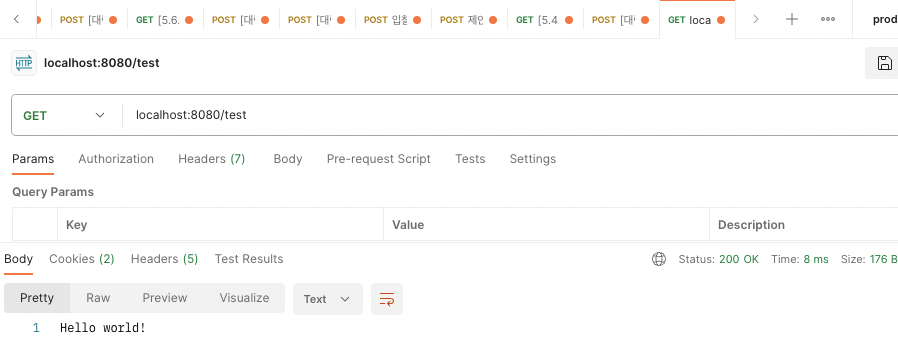 POST [대 GET [5.6. POST [대 POST [대 POST 입찰 POST 제안 GET [5.4. POST [대 GET loca prod
HTTP localhost:8080/test
GET localhost:8080/test
Params Authorization Headers (7) Body Pre-request Script Tests Settings
Query Params
Key Value Description
Body Cookies (2) Headers (5) Test Results Status: 200 OK Time: 8 ms Size: 176 B
Pretty Raw Preview Visualize Text
1 Hello world!